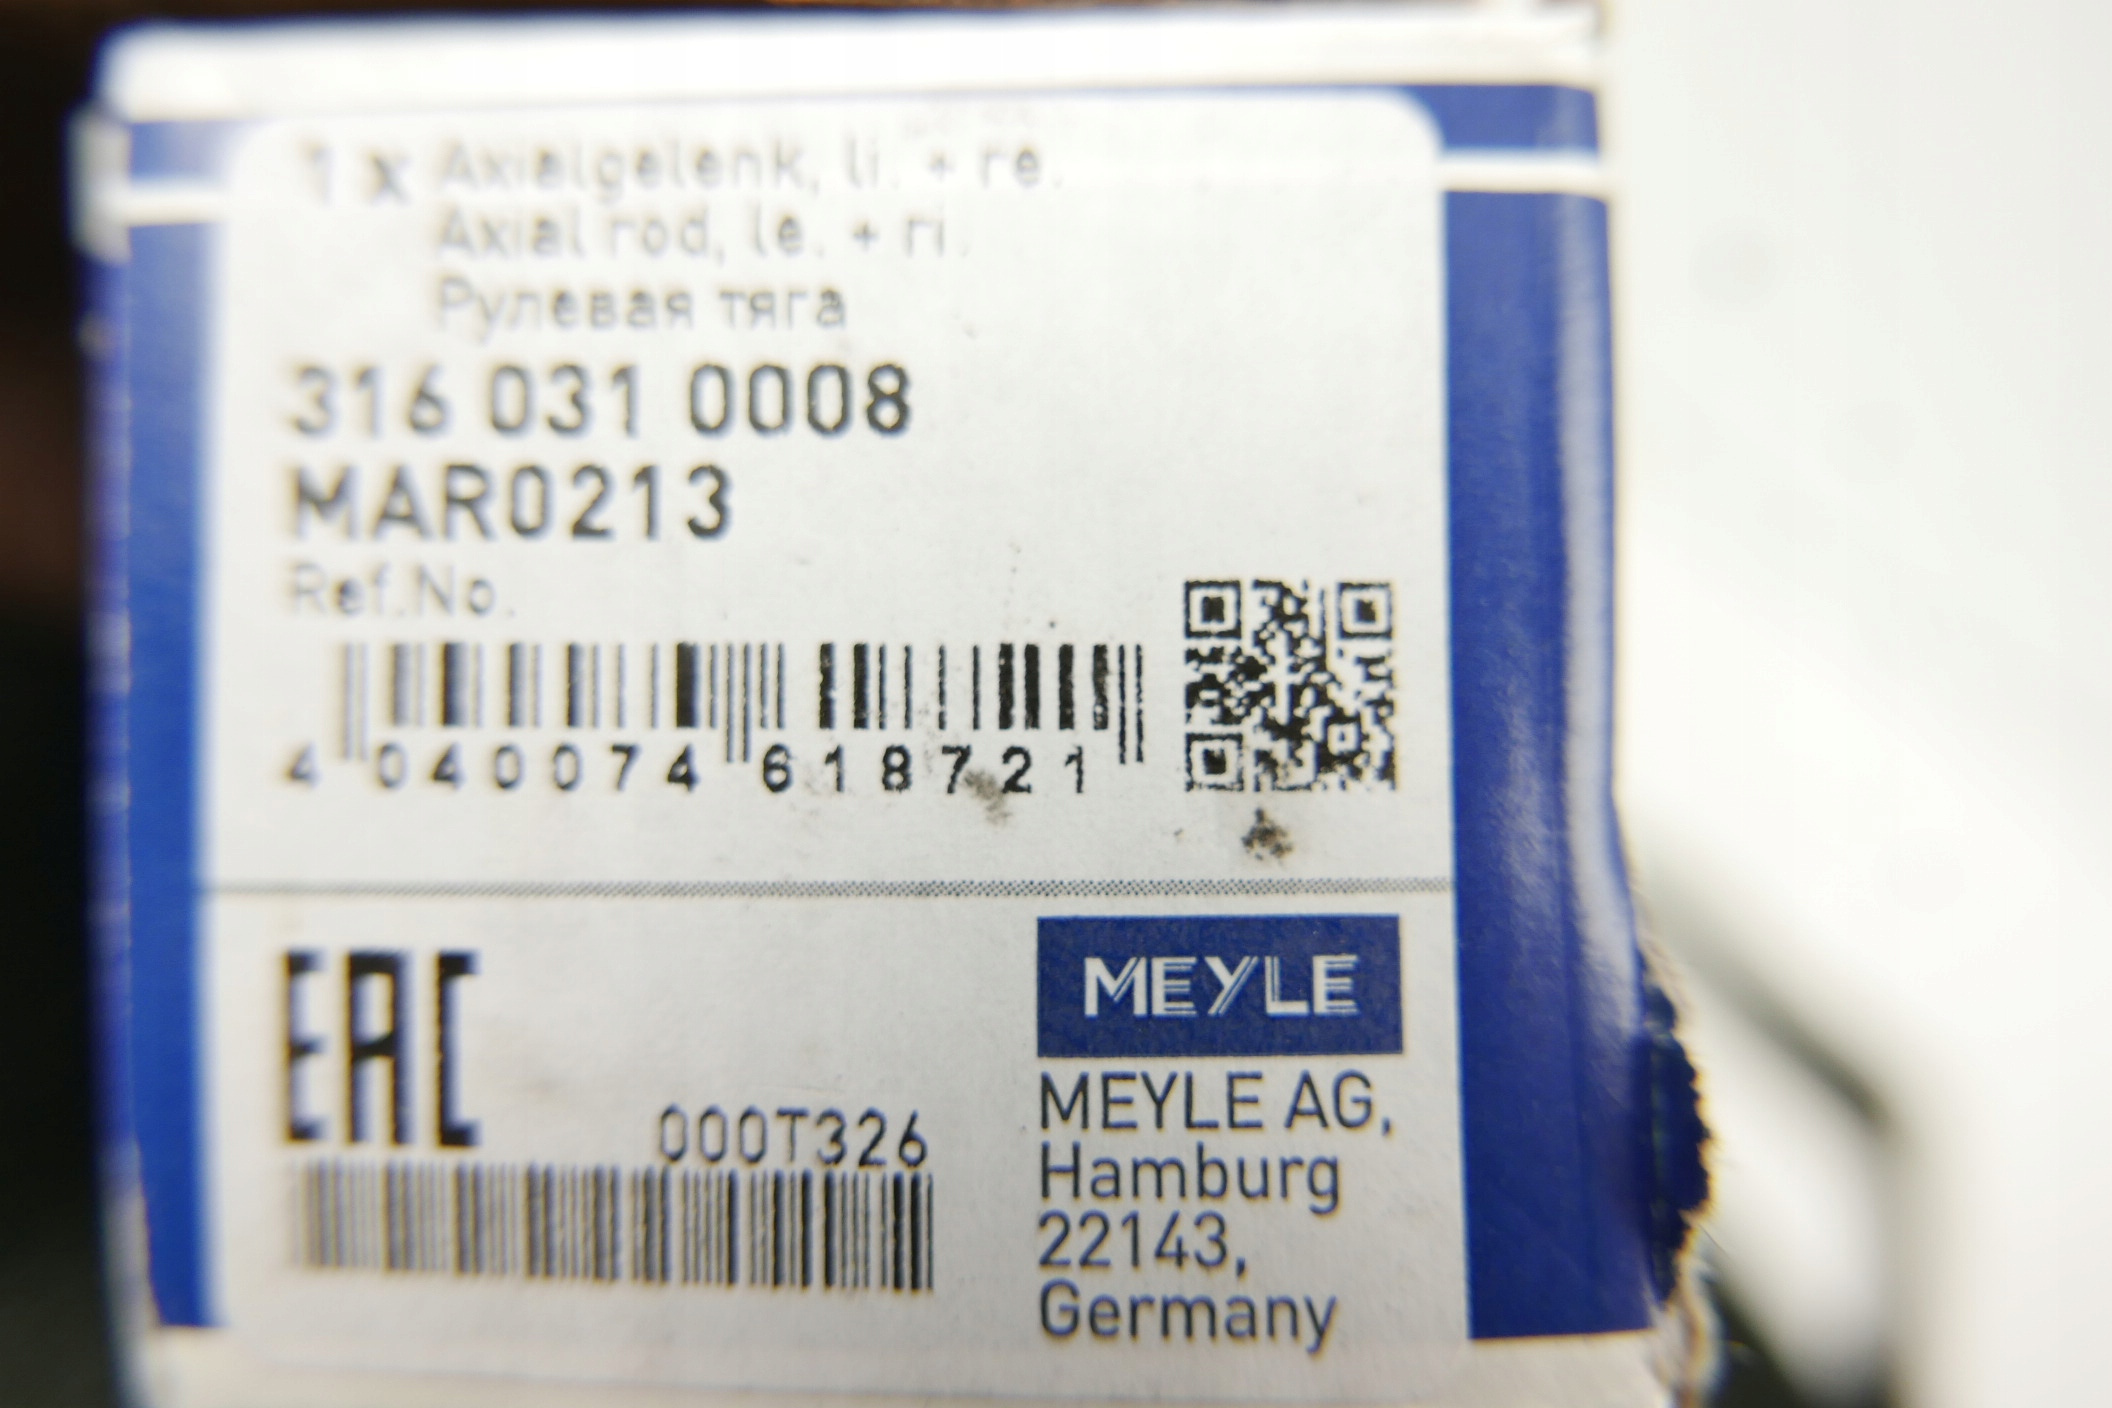 1 x Axialgelenk, li. + re.
Axial rod, le. + ri.
Рулевая тяга
316 031 0008
MAR0213
Ref.No.
4 040074 618721
EAC
000T326
MEYLE
MEYLE AG,
Hamburg
22143,
Germany